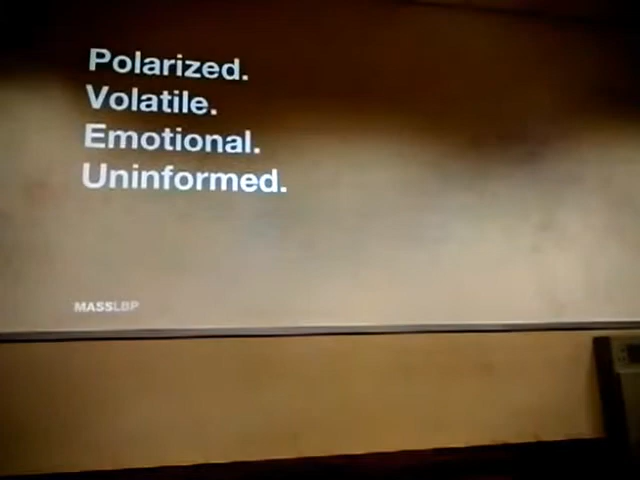 Polarized.
Volatile.
Emotional.
Uninformed.
MASSLBP